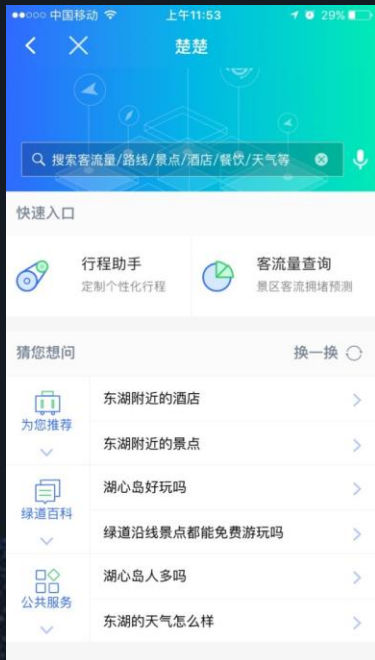 中国移动 上午11:53 29%
楚楚
搜索客流量/路线/景点/酒店/餐饮/天气等
快速入口
行程助手
定制个性化行程
客流量查询
景区客流拥堵预测
猜您想问
换一换
为您推荐
东湖附近的酒店
东湖附近的景点
绿道百科
湖心岛好玩吗
绿道沿线景点都能免费游玩吗
公共服务
湖心岛人多吗
东湖的天气怎么样